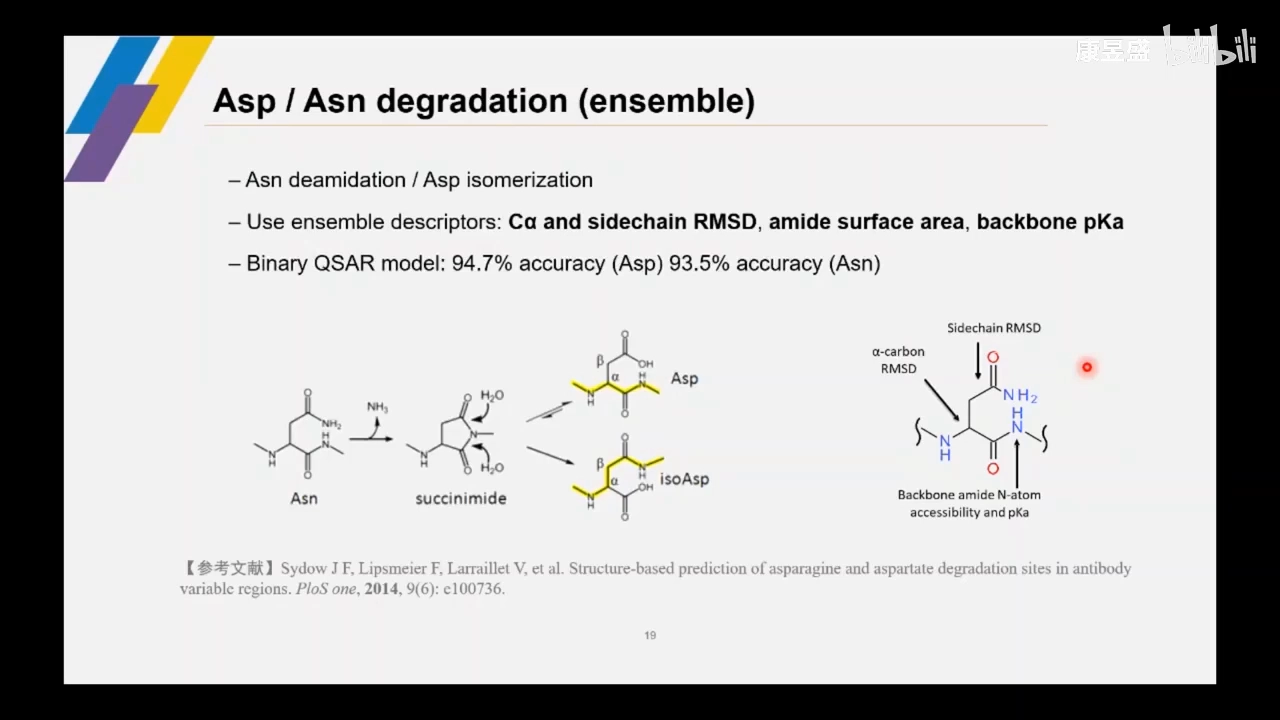 康昱盛 bilibili
Asp / Asn degradation (ensemble)
– Asn deamidation / Asp isomerization
– Use ensemble descriptors: Cα and sidechain RMSD, amide surface area, backbone pKa
– Binary QSAR model: 94.7% accuracy (Asp) 93.5% accuracy (Asn)
O
NH2
H
N
N
H
O
Asn
NH3
O
N
N
H
O
H2O
H2O
succinimide
O
β
OH
α
H
N
N
H
O
Asp
O
β
N
H
α
OH
N
H
O
isoAsp
Sidechain RMSD
α-carbon
RMSD
O
NH2
H
N
N
H
O
Backbone amide N-atom
accessibility and pKa
【参考文献】Sydow J F, Lipsmeier F, Larraillet V, et al. Structure-based prediction of asparagine and aspartate degradation sites in antibody
variable regions. PloS one, 2014, 9(6): e100736.
19